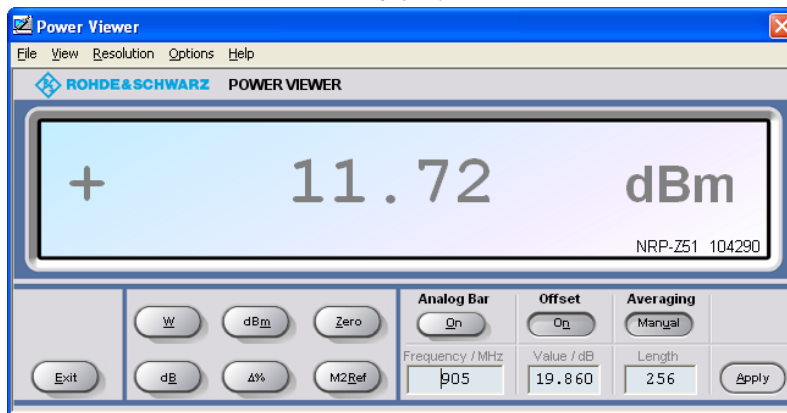 Power Viewer
File View Resolution Options Help
ROHDE&SCHWARZ POWER VIEWER
+ 11.72 dBm
NRP-Z51 104290
Analog Bar Offset Averaging
W dBm Zero On On Manual
Frequency / MHz Value / dB Length
Exit dB Δ% M2Ref 905 19.860 256 Apply